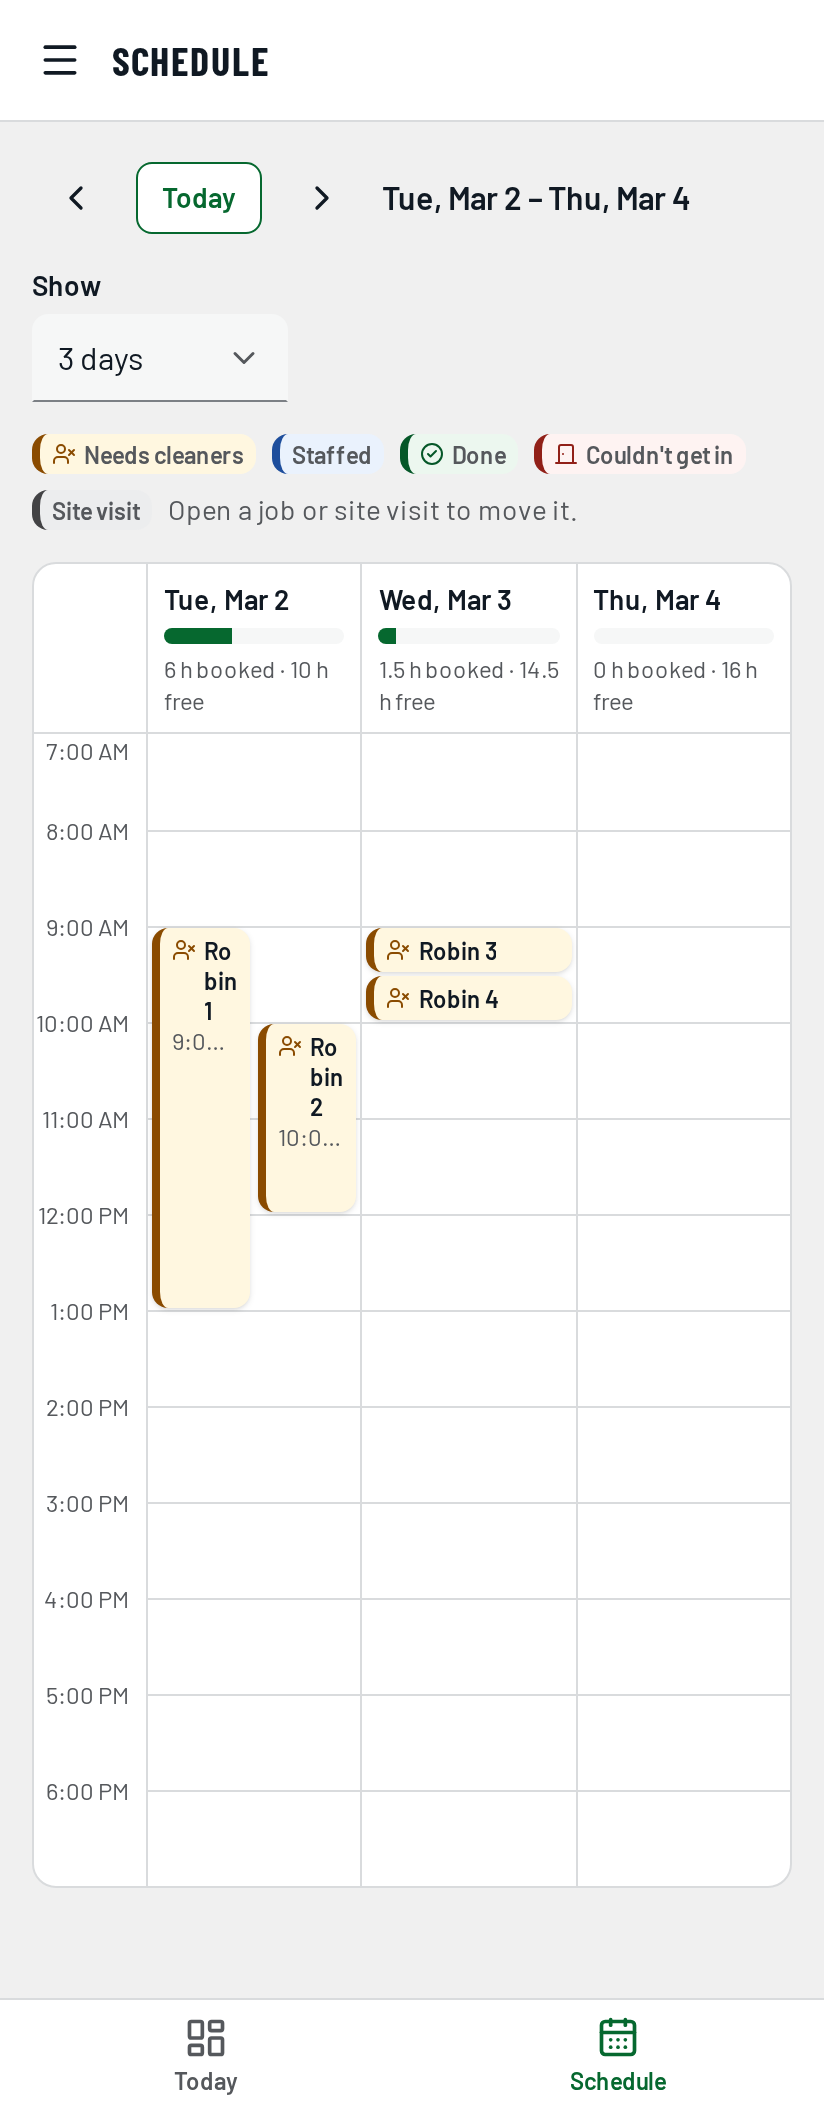 SCHEDULE
Today
Tue, Mar 2 – Thu, Mar 4
Show
3 days
Needs cleaners
Staffed
Done
Couldn't get in
Site visit
Open a job or site visit to move it.
Tue, Mar 2
6 h booked · 10 h
free
Wed, Mar 3
1.5 h booked · 14.5
h free
Thu, Mar 4
0 h booked · 16 h
free
7:00 AM
8:00 AM
9:00 AM
Ro
bin
1
9:0...
Robin 3
Robin 4
10:00 AM
Ro
bin
2
10:0...
11:00 AM
12:00 PM
1:00 PM
2:00 PM
3:00 PM
4:00 PM
5:00 PM
6:00 PM
Today
Schedule